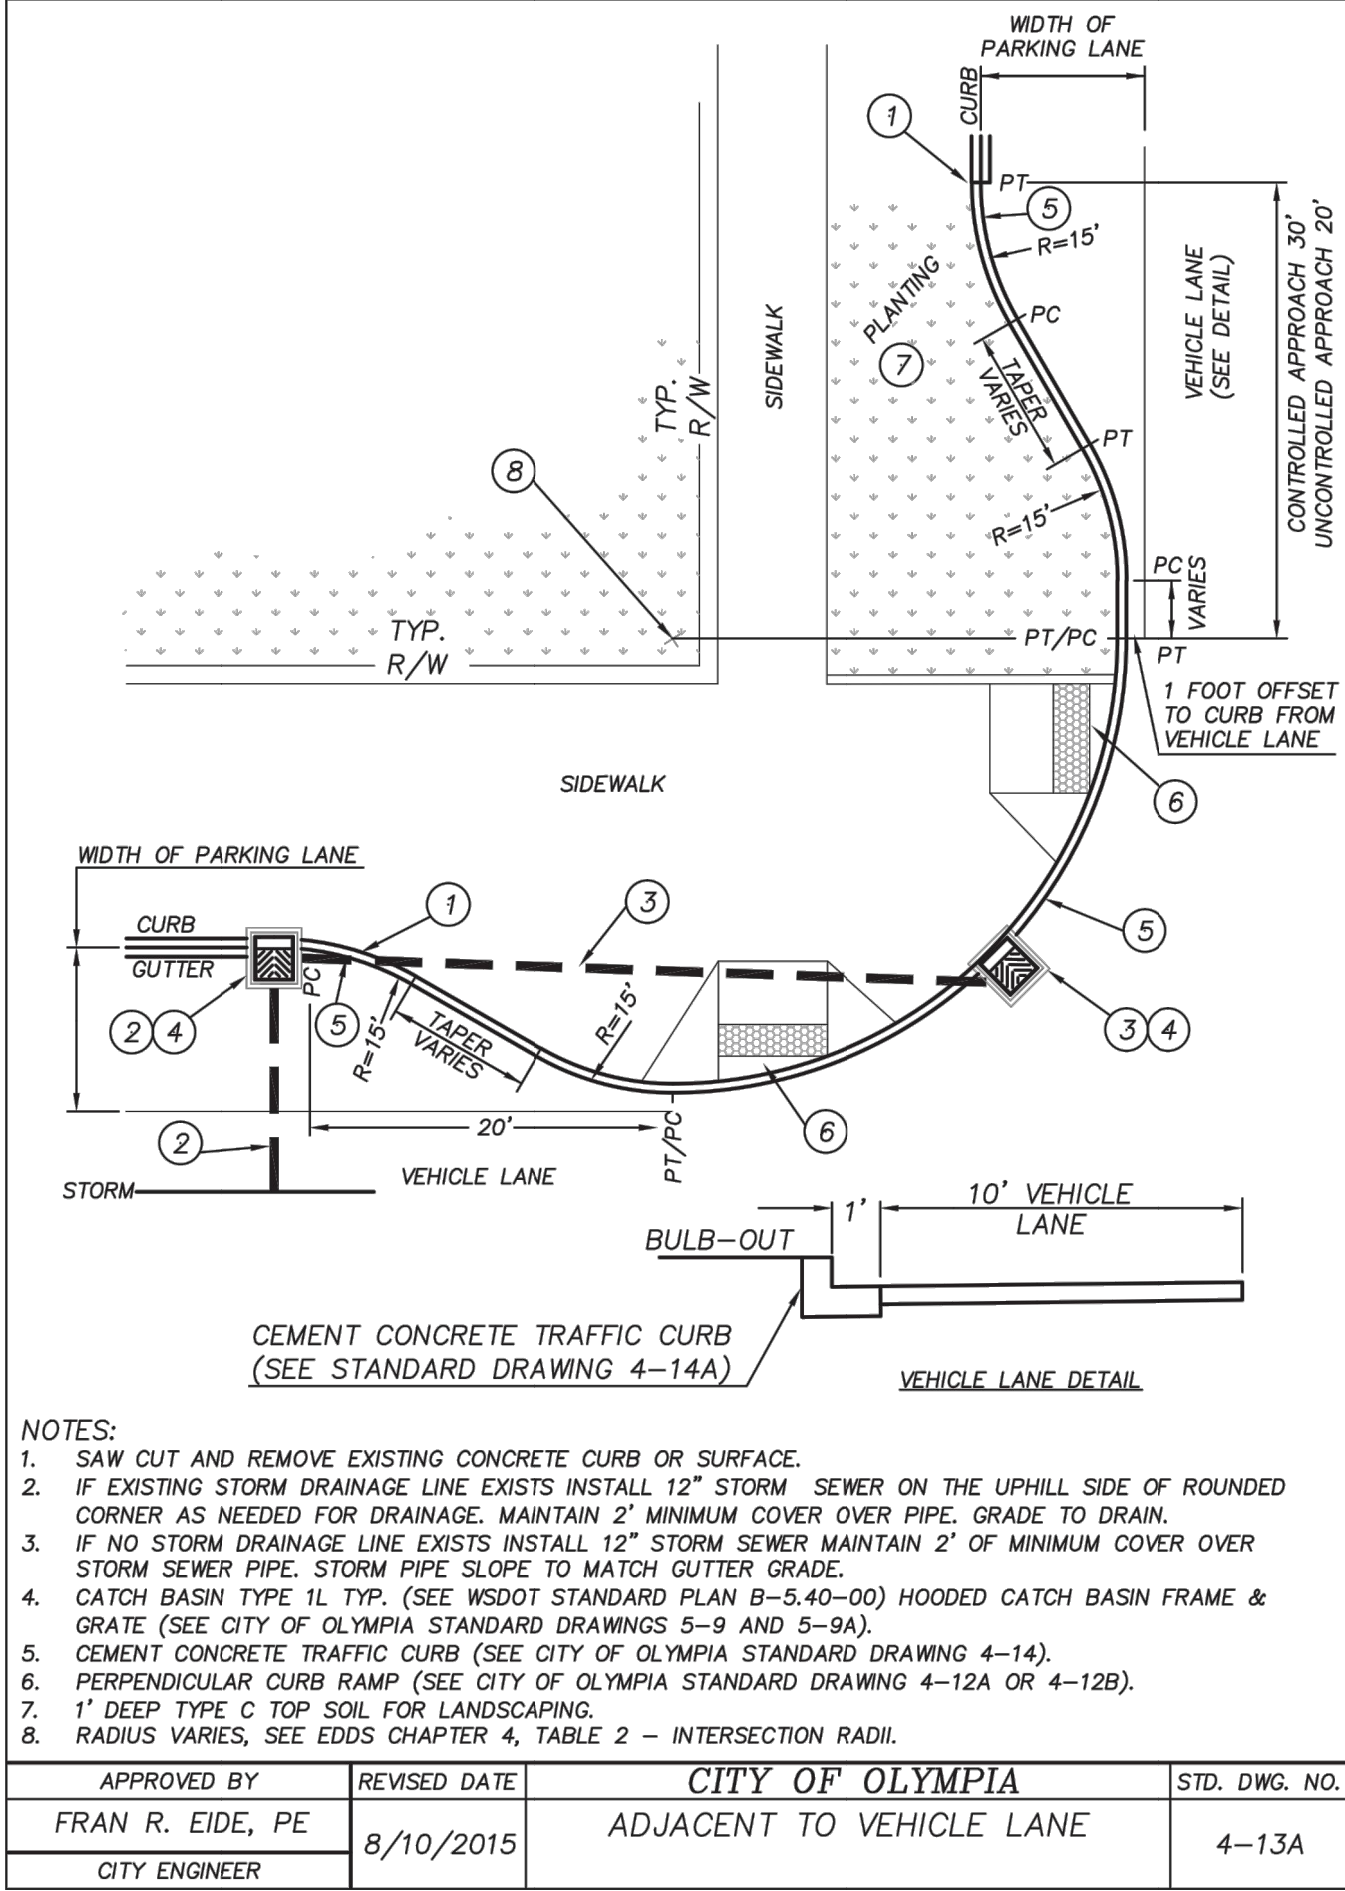 WIDTH OF
PARKING LANE
CURB
1
PT
5
R=15'
PLANTING
7
PC
TAPER
VARIES
PT
R=15'
VEHICLE LANE
(SEE DETAIL)
CONTROLLED APPROACH 30'
UNCONTROLLED APPROACH 20'
SIDEWALK
TYP.
R/W
8
TYP.
R/W
PC
VARIES
PT/PC
PT
1 FOOT OFFSET
TO CURB FROM
VEHICLE LANE
SIDEWALK
6
WIDTH OF PARKING LANE
1
3
5
CURB
GUTTER
PC
2 4
5
R=15'
TAPER
VARIES
R=15'
3 4
6
2
20'
PT/PC
VEHICLE LANE
STORM
10' VEHICLE
LANE
1'
BULB-OUT
CEMENT CONCRETE TRAFFIC CURB
(SEE STANDARD DRAWING 4-14A)
VEHICLE LANE DETAIL
NOTES:
1. SAW CUT AND REMOVE EXISTING CONCRETE CURB OR SURFACE.
2. IF EXISTING STORM DRAINAGE LINE EXISTS INSTALL 12" STORM SEWER ON THE UPHILL SIDE OF ROUNDED
CORNER AS NEEDED FOR DRAINAGE. MAINTAIN 2' MINIMUM COVER OVER PIPE. GRADE TO DRAIN.
3. IF NO STORM DRAINAGE LINE EXISTS INSTALL 12" STORM SEWER MAINTAIN 2' OF MINIMUM COVER OVER
STORM SEWER PIPE. STORM PIPE SLOPE TO MATCH GUTTER GRADE.
4. CATCH BASIN TYPE 1L TYP. (SEE WSDOT STANDARD PLAN B-5.40-00) HOODED CATCH BASIN FRAME &
GRATE (SEE CITY OF OLYMPIA STANDARD DRAWINGS 5-9 AND 5-9A).
5. CEMENT CONCRETE TRAFFIC CURB (SEE CITY OF OLYMPIA STANDARD DRAWING 4-14).
6. PERPENDICULAR CURB RAMP (SEE CITY OF OLYMPIA STANDARD DRAWING 4-12A OR 4-12B).
7. 1' DEEP TYPE C TOP SOIL FOR LANDSCAPING.
8. RADIUS VARIES, SEE EDDS CHAPTER 4, TABLE 2 - INTERSECTION RADII.
APPROVED BY
FRAN R. EIDE, PE
CITY ENGINEER
REVISED DATE
8/10/2015
CITY OF OLYMPIA
ADJACENT TO VEHICLE LANE
STD. DWG. NO.
4-13A